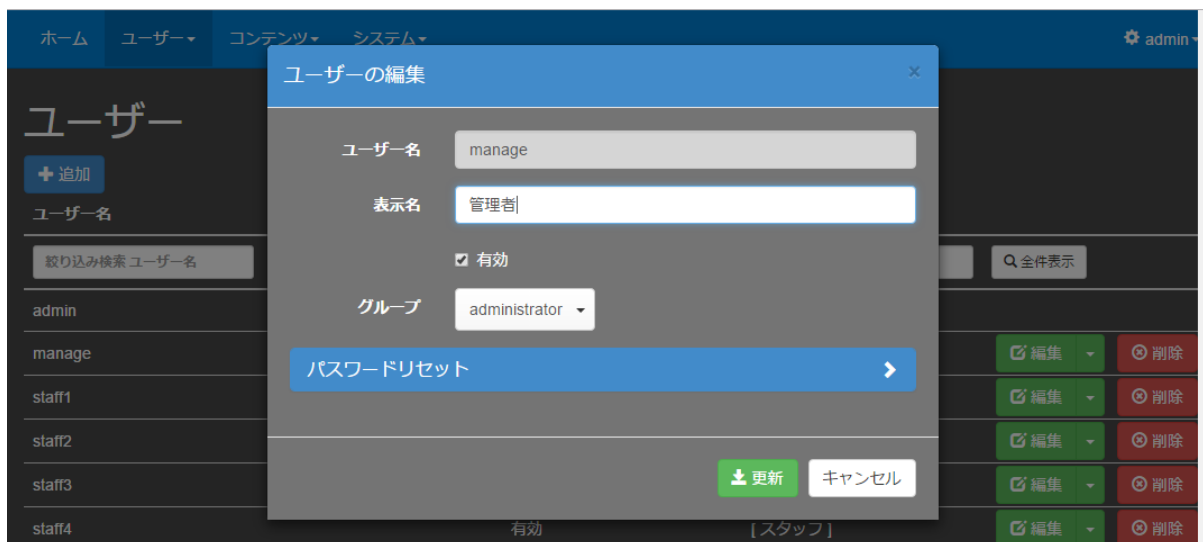 ホーム ユーザー コンテンツ システム admin
ユーザーの編集 ×
ユーザー
追加
ユーザー名 manage
表示名 管理者
ユーザー名
有効
絞り込み検索 ユーザー名 全件表示
グループ administrator
admin
manage 編集 削除
パスワードリセット
staff1 編集 削除
staff2 編集 削除
更新 キャンセル
staff3 編集 削除
staff4 有効 [ スタッフ ] 編集 削除